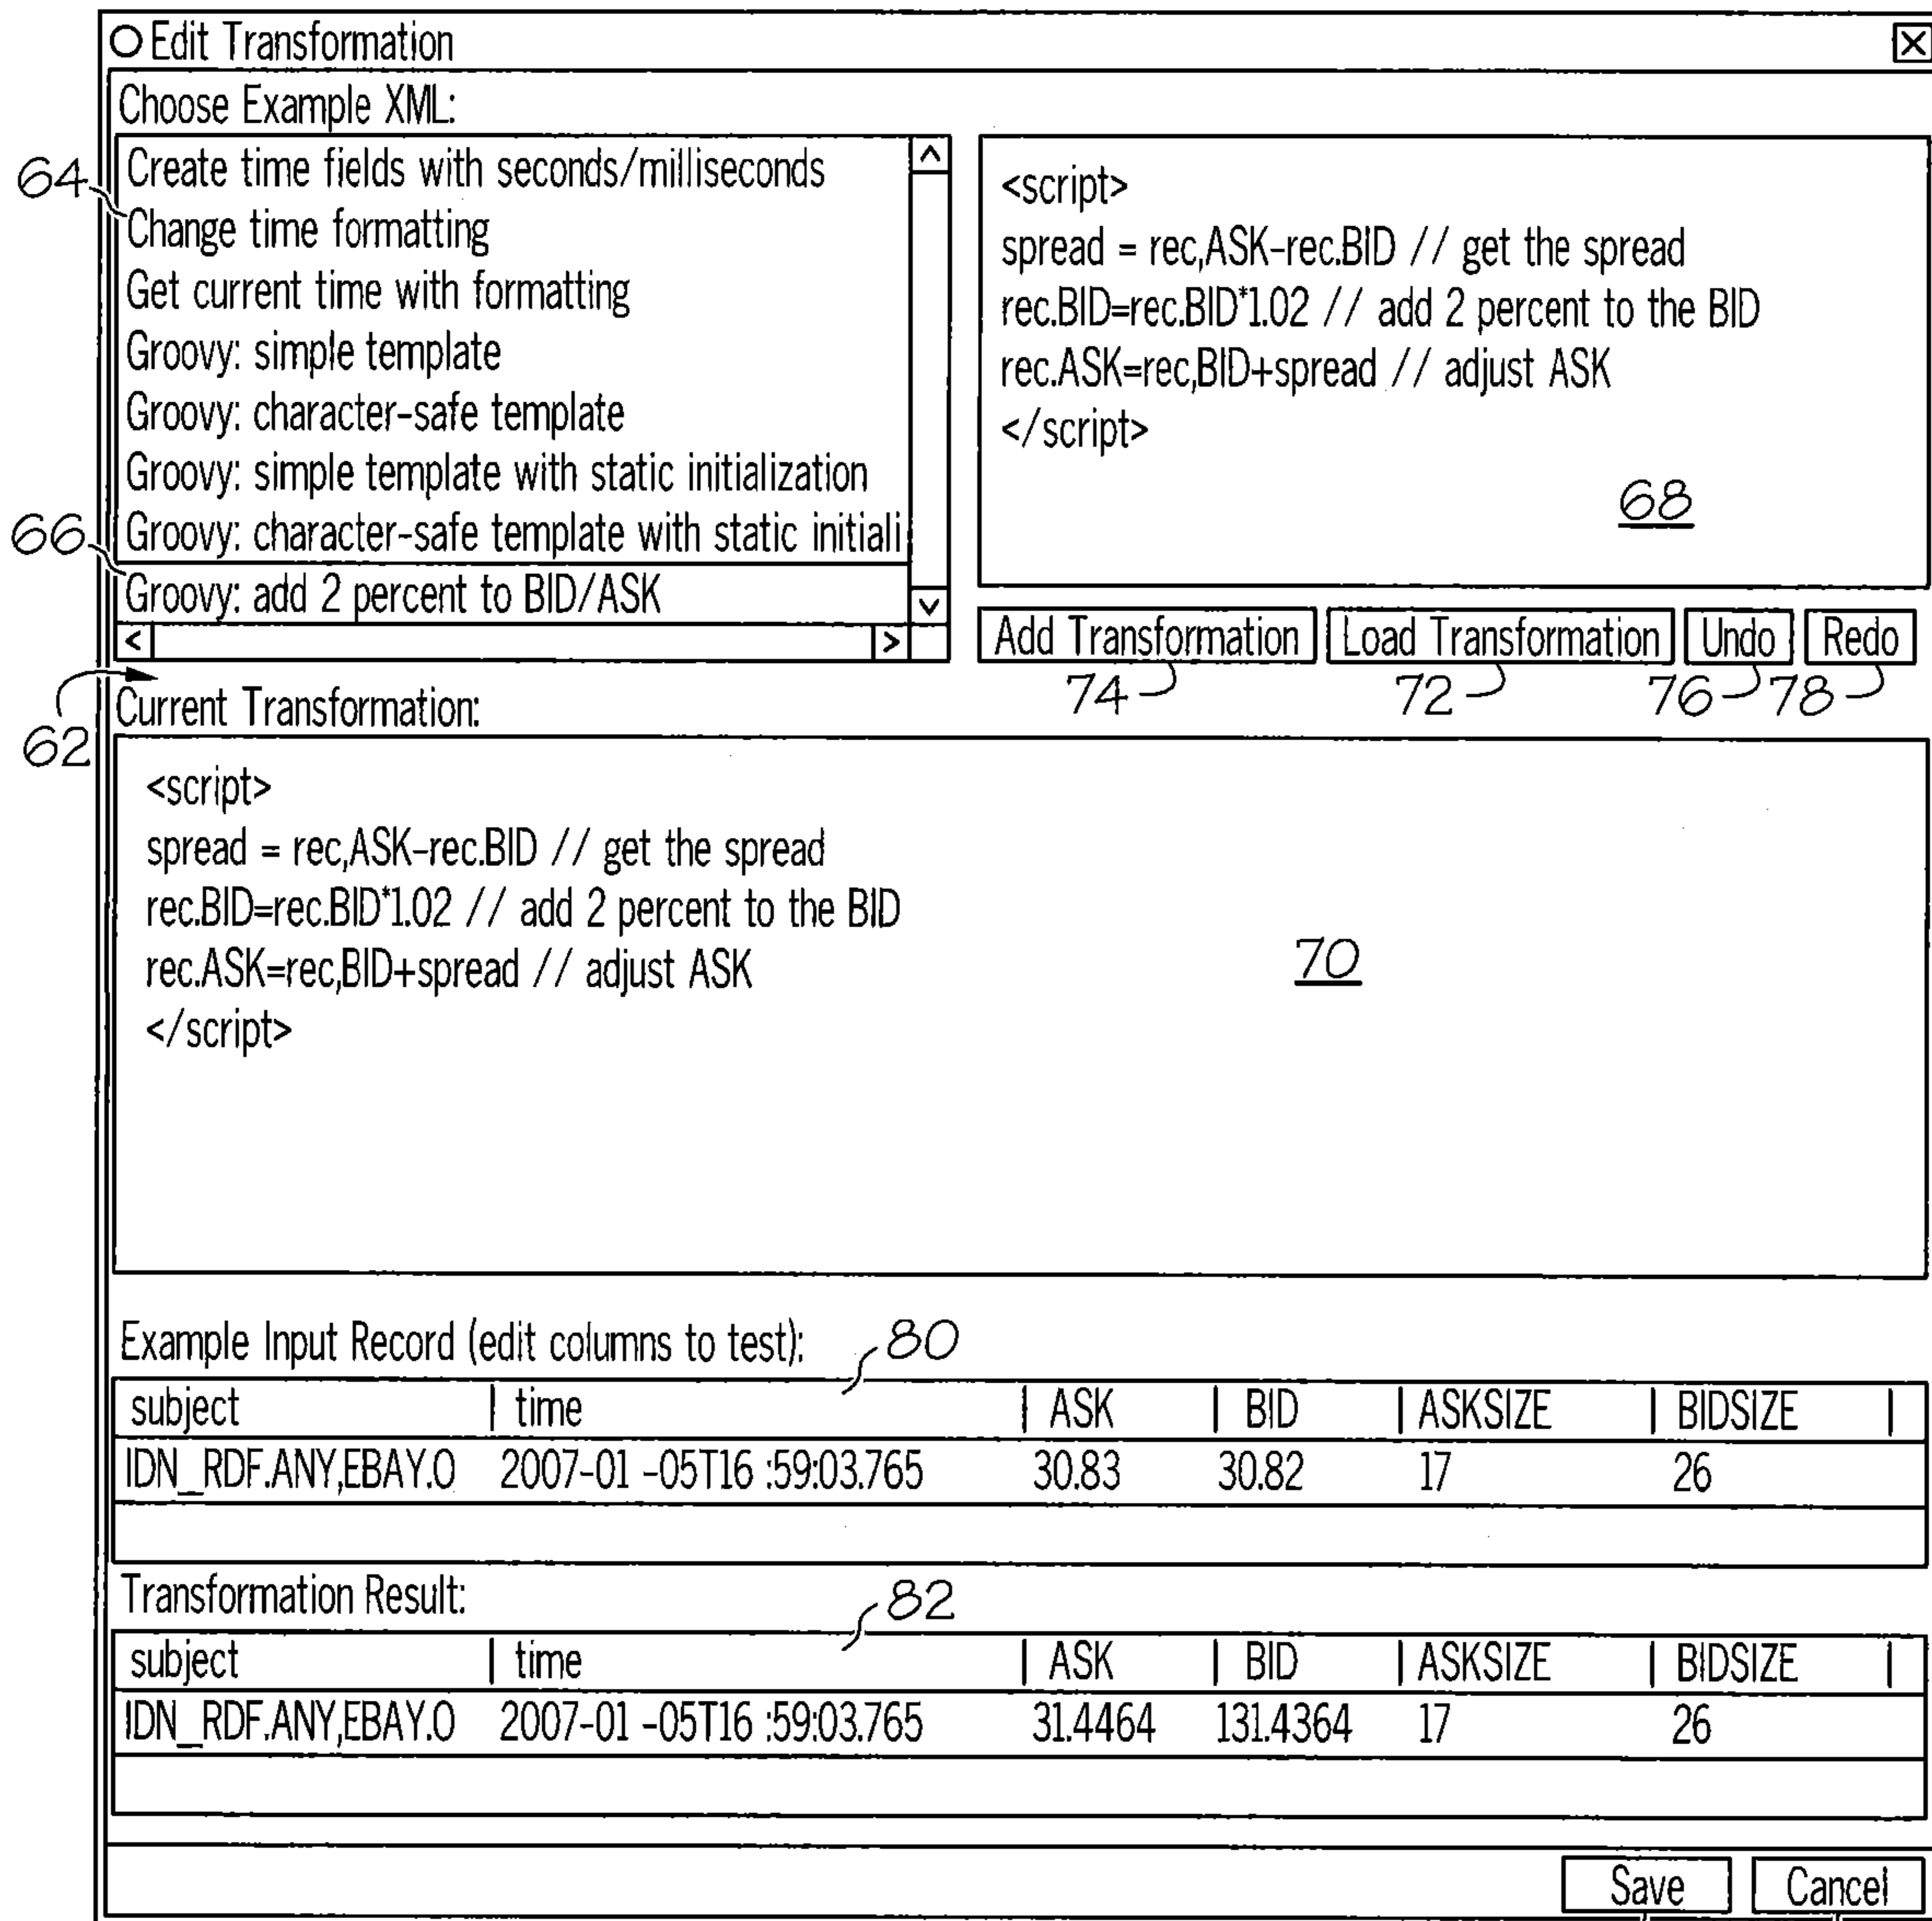 Edit Transformation
Choose Example XML:
64
Create time fields with seconds/milliseconds
Change time formatting
Get current time with formatting
Groovy: simple template
Groovy: character-safe template
Groovy: simple template with static initialization
66
Groovy: character-safe template with static initiali
Groovy: add 2 percent to BID/ASK
<script>
spread = rec,ASK-rec.BID // get the spread
rec.BID=rec.BID*1.02 // add 2 percent to the BID
rec.ASK=rec,BID+spread // adjust ASK
</script>
68
Add Transformation Load Transformation Undo Redo
74 72 76 78
62
Current Transformation:
<script>
spread = rec,ASK-rec.BID // get the spread
rec.BID=rec.BID*1.02 // add 2 percent to the BID
rec.ASK=rec,BID+spread // adjust ASK
</script>
70
Example Input Record (edit columns to test): 80
subject | time | ASK | BID | ASKSIZE | BIDSIZE |
IDN_RDF.ANY,EBAY.O 2007-01 -05T16 :59:03.765 30.83 30.82 17 26
Transformation Result: 82
subject | time | ASK | BID | ASKSIZE | BIDSIZE |
IDN_RDF.ANY,EBAY.O 2007-01 -05T16 :59:03.765 31.4464 131.4364 17 26
Save Cancel